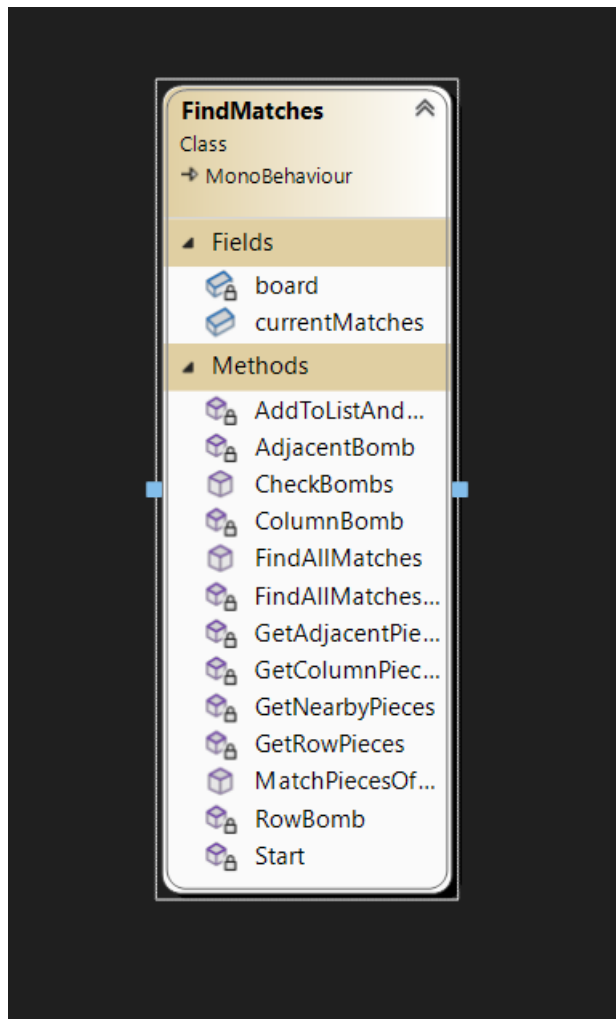 FindMatches
Class
MonoBehaviour
Fields
board
currentMatches
Methods
AddToListAnd...
AdjacentBomb
CheckBombs
ColumnBomb
FindAllMatches
FindAllMatches...
GetAdjacentPie...
GetColumnPiec...
GetNearbyPieces
GetRowPieces
MatchPiecesOf...
RowBomb
Start